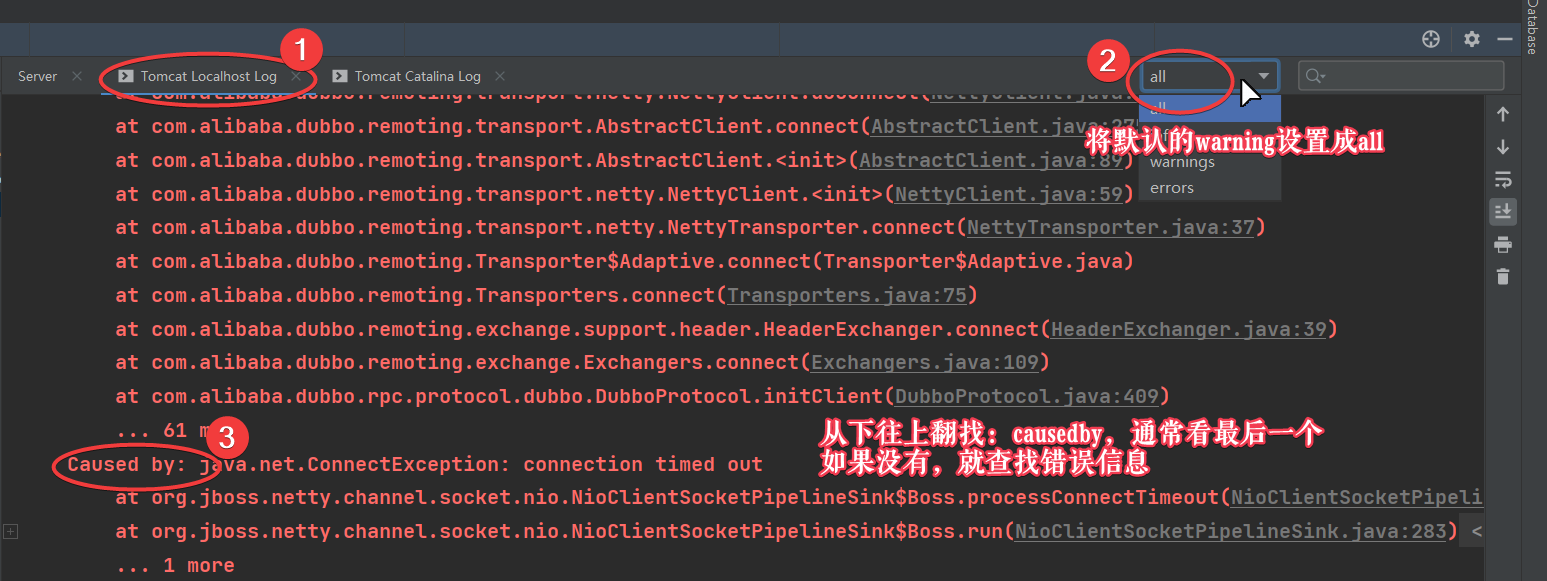 Database
1
2
Server
Tomcat Localhost Log
Tomcat Catalina Log
all
all
将默认的warning设置成all
warnings
errors
at com.alibaba.dubbo.remoting.transport.netty.NettyClient.doConnect(NettyClient.java:
at com.alibaba.dubbo.remoting.transport.AbstractClient.connect(AbstractClient.java:27
at com.alibaba.dubbo.remoting.transport.AbstractClient.<init>(AbstractClient.java:89)
at com.alibaba.dubbo.remoting.transport.netty.NettyClient.<init>(NettyClient.java:59)
at com.alibaba.dubbo.remoting.transport.netty.NettyTransporter.connect(NettyTransporter.java:37)
at com.alibaba.dubbo.remoting.Transporter$Adaptive.connect(Transporter$Adaptive.java)
at com.alibaba.dubbo.remoting.Transporters.connect(Transporters.java:75)
at com.alibaba.dubbo.remoting.exchange.support.header.HeaderExchanger.connect(HeaderExchanger.java:39)
at com.alibaba.dubbo.remoting.exchange.Exchangers.connect(Exchangers.java:109)
at com.alibaba.dubbo.rpc.protocol.dubbo.DubboProtocol.initClient(DubboProtocol.java:409)
... 61 m
3
从下往上翻找：causedby，通常看最后一个
如果没有，就查找错误信息
Caused by: java.net.ConnectException: connection timed out
at org.jboss.netty.channel.socket.nio.NioClientSocketPipelineSink$Boss.processConnectTimeout(NioClientSocketPipeli
at org.jboss.netty.channel.socket.nio.NioClientSocketPipelineSink$Boss.run(NioClientSocketPipelineSink.java:283) <
... 1 more